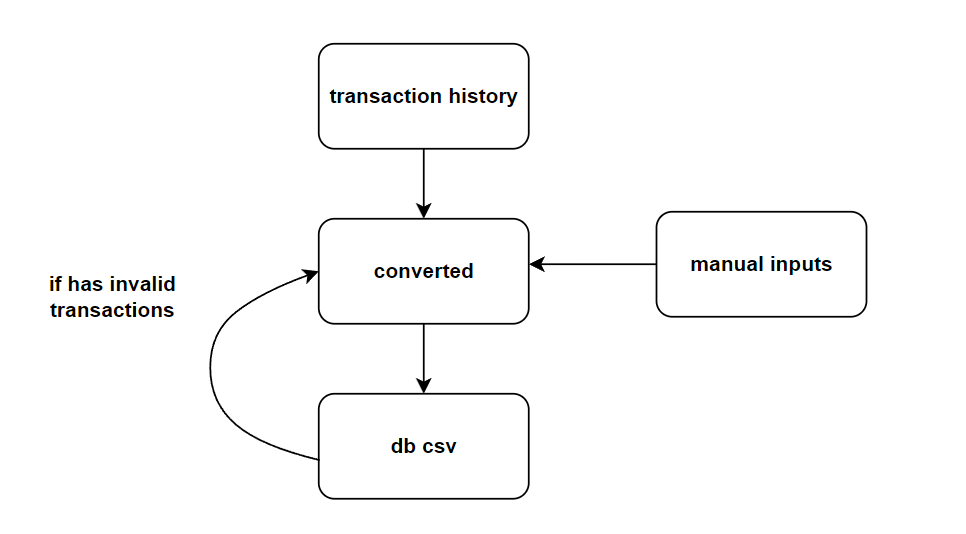 transaction history
converted
manual inputs
if has invalid
transactions
db csv